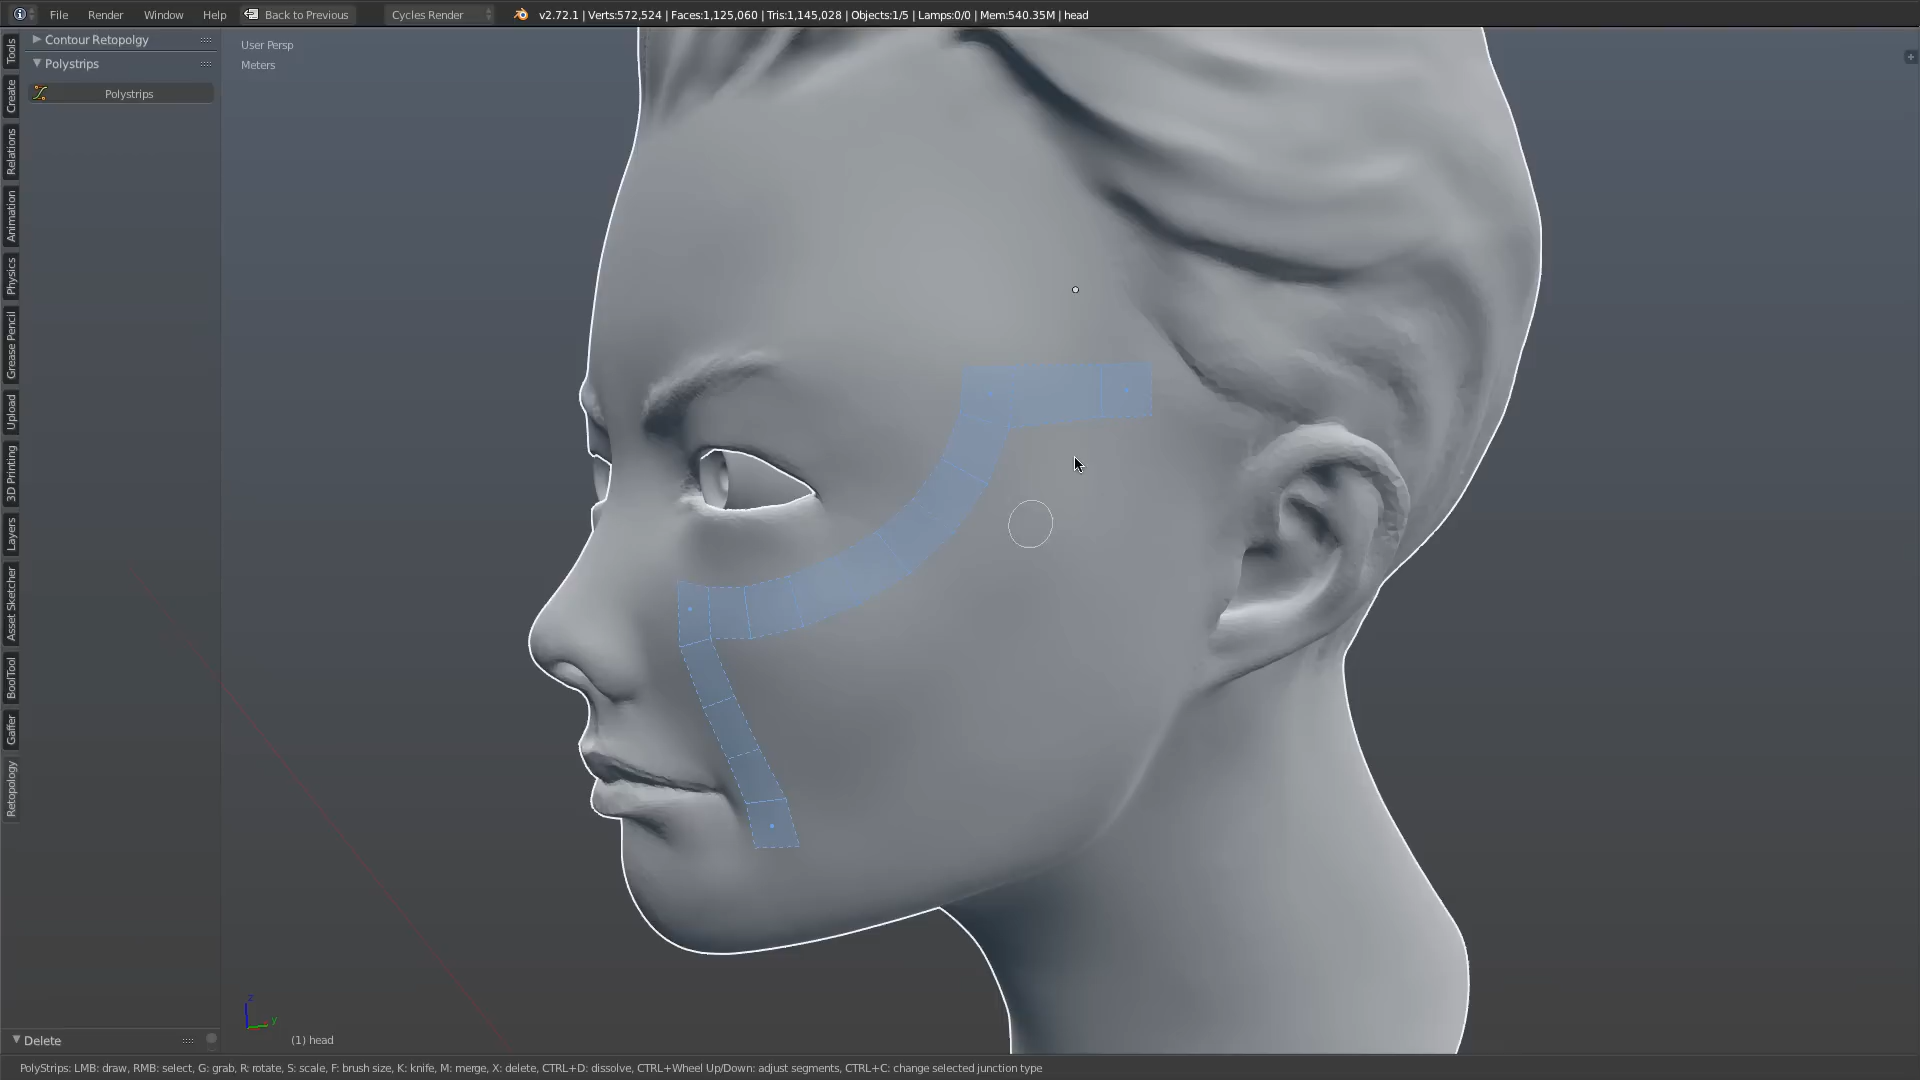 File Render Window Help Back to Previous Cycles Render v2.72.1 | Verts:572,524 | Faces:1,125,060 | Tris:1,145,028 | Objects:1/5 | Lamps:0/0 | Mem:540.35M | head
Contour Retopolgy
Polystrips
Polystrips
User Persp
Meters
Tools
Create
Relations
Animation
Physics
Grease Pencil
Upload
3D Printing
Layers
Asset Sketcher
BoolTool
Gaffer
Retopology
z
y
Delete
(1) head
PolyStrips: LMB: draw, RMB: select, G: grab, R: rotate, S: scale, F: brush size, K: knife, M: merge, X: delete, CTRL+D: dissolve, CTRL+Wheel Up/Down: adjust segments, CTRL+C: change selected junction type